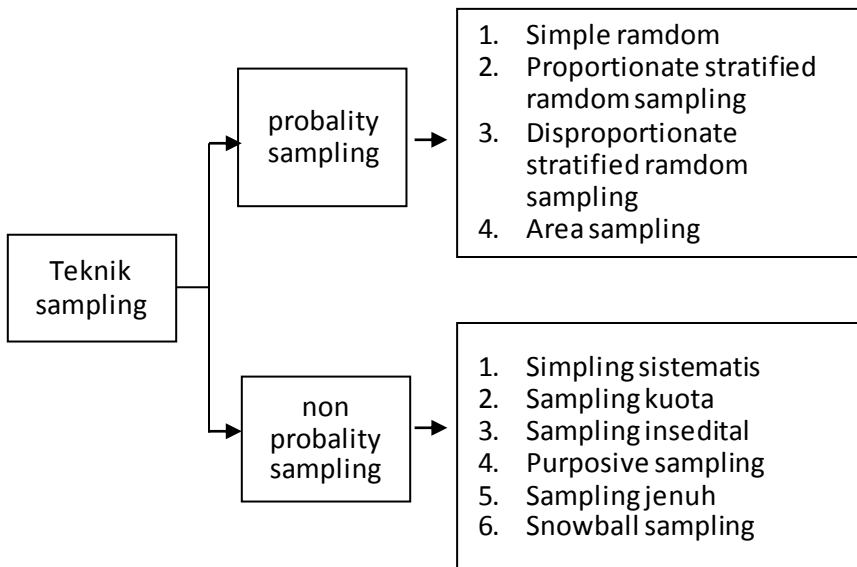 Teknik
sampling
probality
sampling
1. Simple ramdom
2. Proportionate stratified
ramdom sampling
3. Disproportionate
stratified ramdom
sampling
4. Area sampling
non
probality
sampling
1. Simpling sistematis
2. Sampling kuota
3. Sampling insedital
4. Purposive sampling
5. Sampling jenuh
6. Snowball sampling